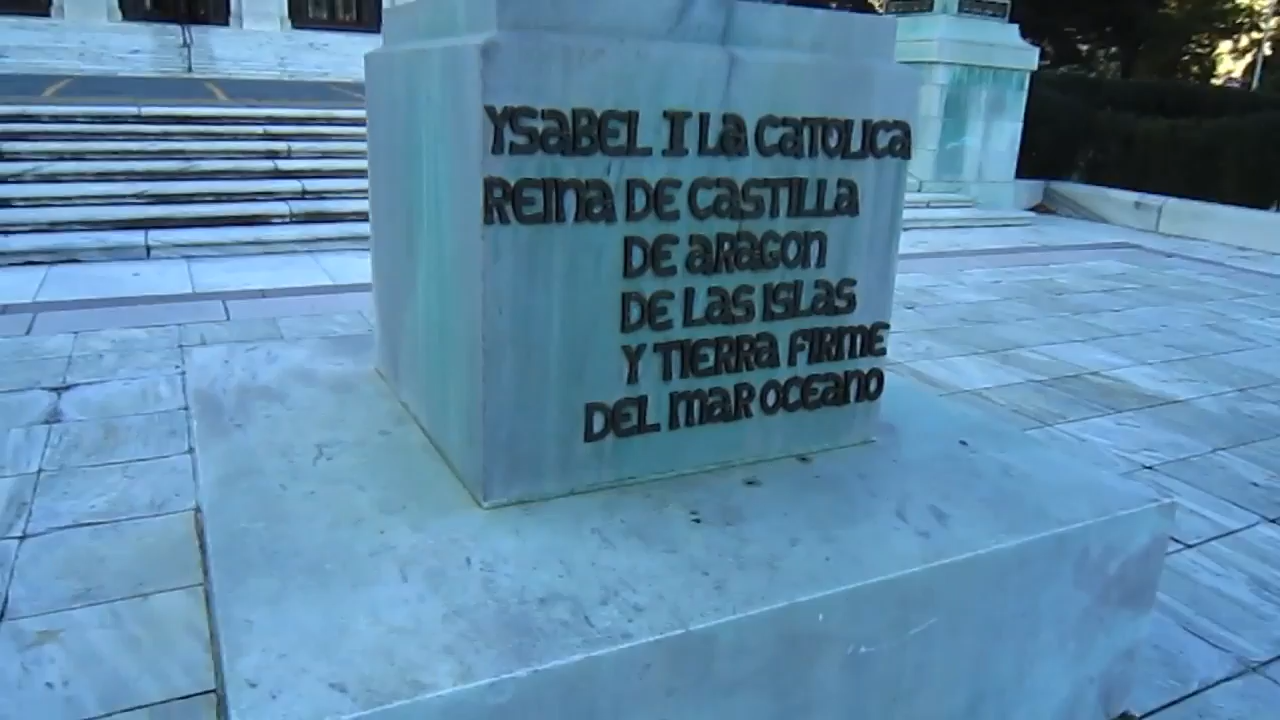 YSaBEL I La CaTOLICa
REINa DE CaSTILLa
DE aRaGON
DE Las ISLas
Y TIERRa FIRME
DEL MaR OCEaNO